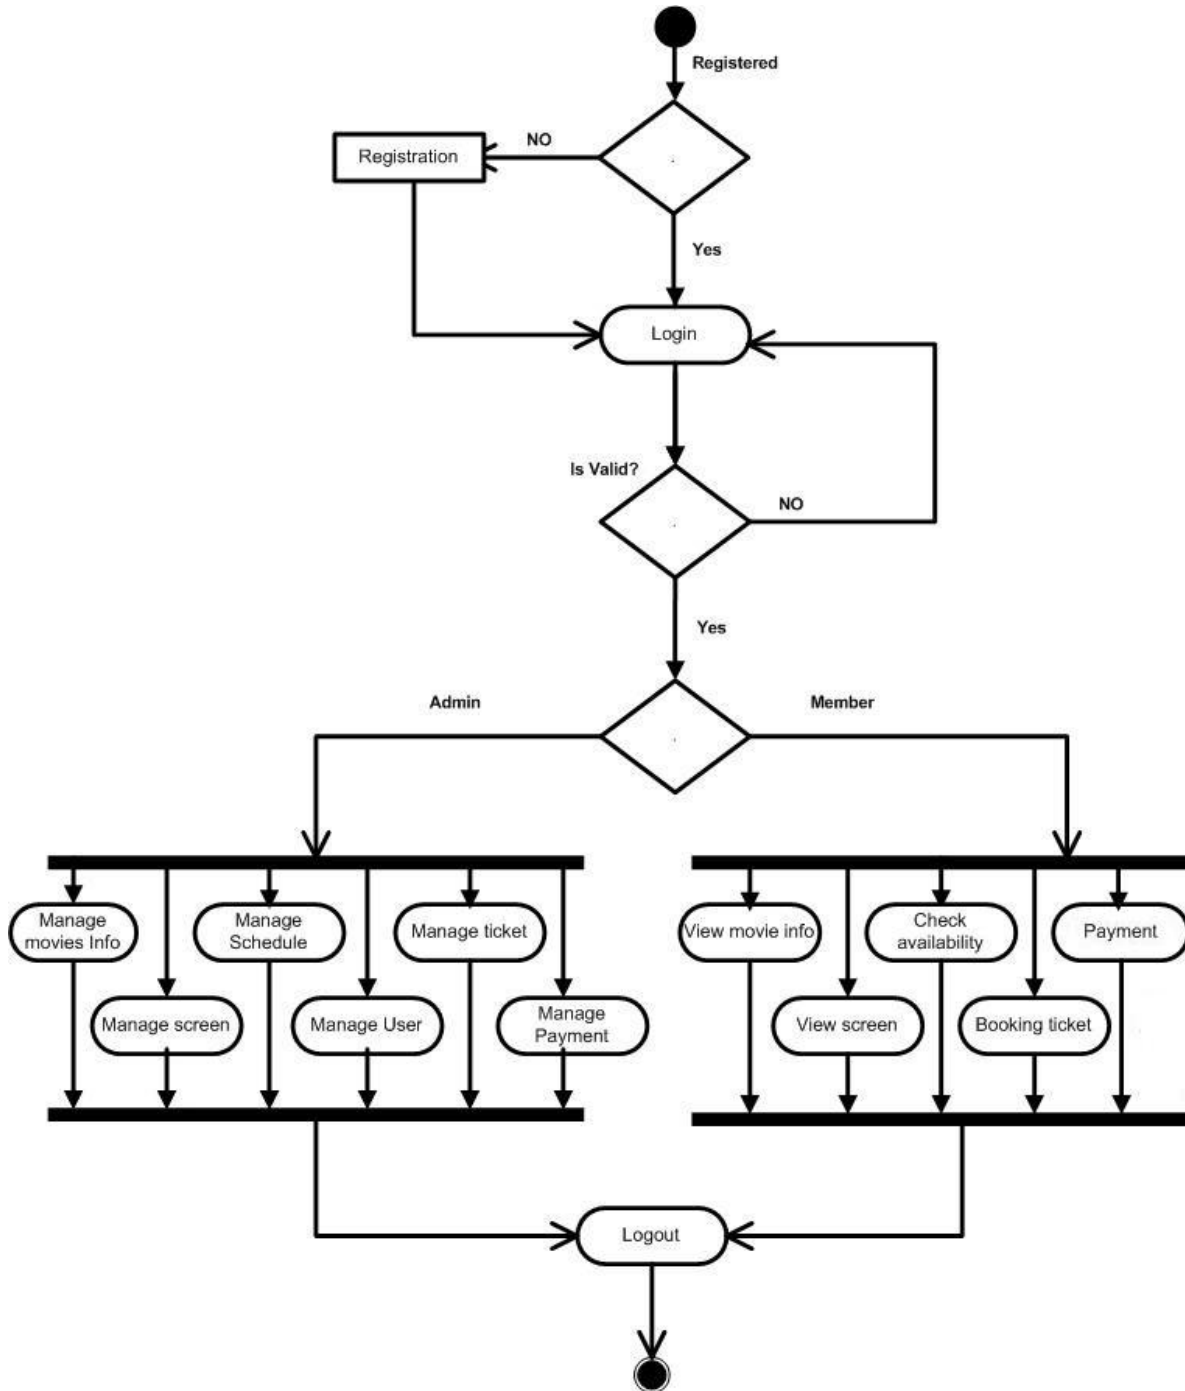 Registered
NO
Registration
Yes
Login
Is Valid?
NO
Yes
Admin
Member
Manage
movies Info
Manage
Schedule
Manage ticket
View movie info
Check
availability
Payment
Manage screen
Manage User
Manage
Payment
View screen
Booking ticket
Logout